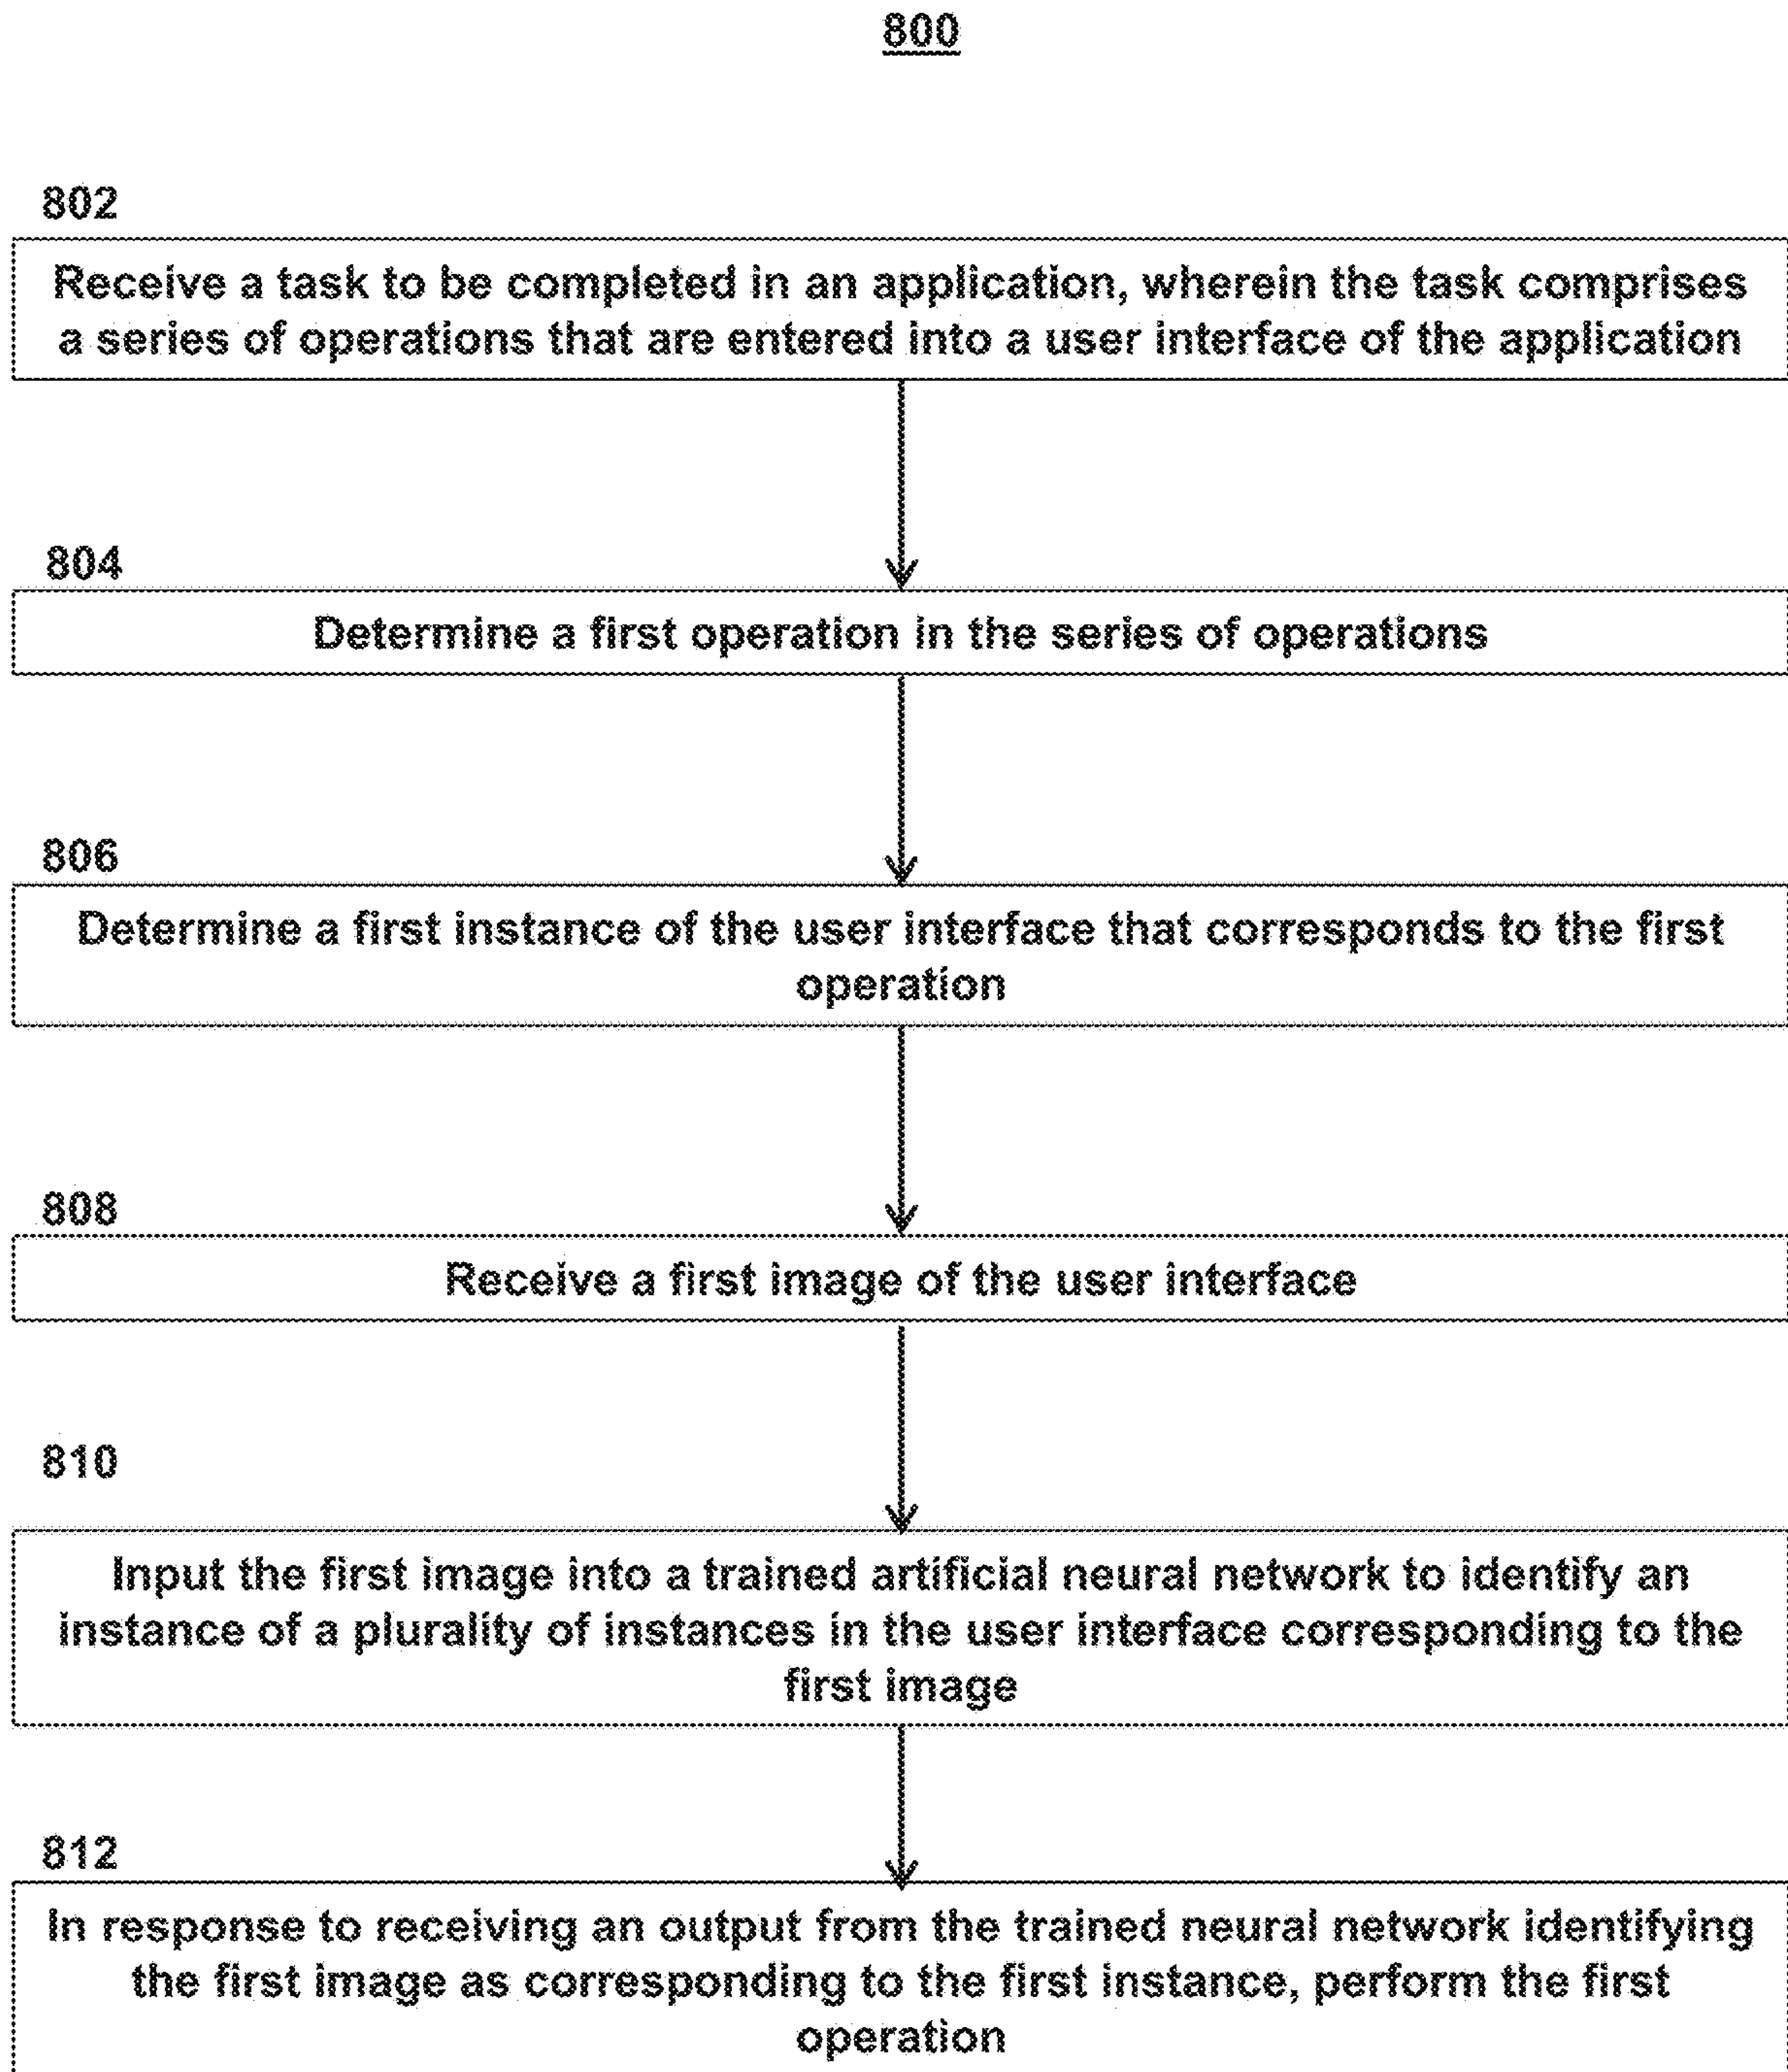 800
802
Receive a task to be completed in an application, wherein the task comprises
a series of operations that are entered into a user interface of the application
804
Determine a first operation in the series of operations
806
Determine a first instance of the user interface that corresponds to the first
operation
808
Receive a first image of the user interface
810
Input the first image into a trained artificial neural network to identify an
instance of a plurality of instances in the user interface corresponding to the
first image
812
In response to receiving an output from the trained neural network identifying
the first image as corresponding to the first instance, perform the first
operation